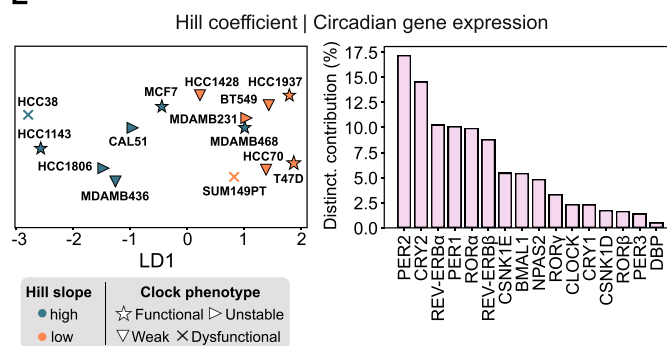 E
Hill coefficient | Circadian gene expression
HCC38
HCC1143
HCC1806
MDAMB436
CAL51
MCF7
HCC1428
HCC1937
BT549
MDAMB231
MDAMB468
HCC70
T47D
SUM149PT
-3 -2 -1 0 1 2
LD1
Hill slope
high
low
Clock phenotype
Functional Unstable
Weak Dysfunctional
Distinct. contribution (%)
17.5
15.0
12.5
10.0
7.5
5.0
2.5
0.0
PER2
CRY2
REV-ERBα
PER1
RORα
REV-ERBβ
CSNK1E
BMAL1
NPAS2
RORγ
CLOCK
CRY1
CSNK1D
RORβ
PER3
DBP